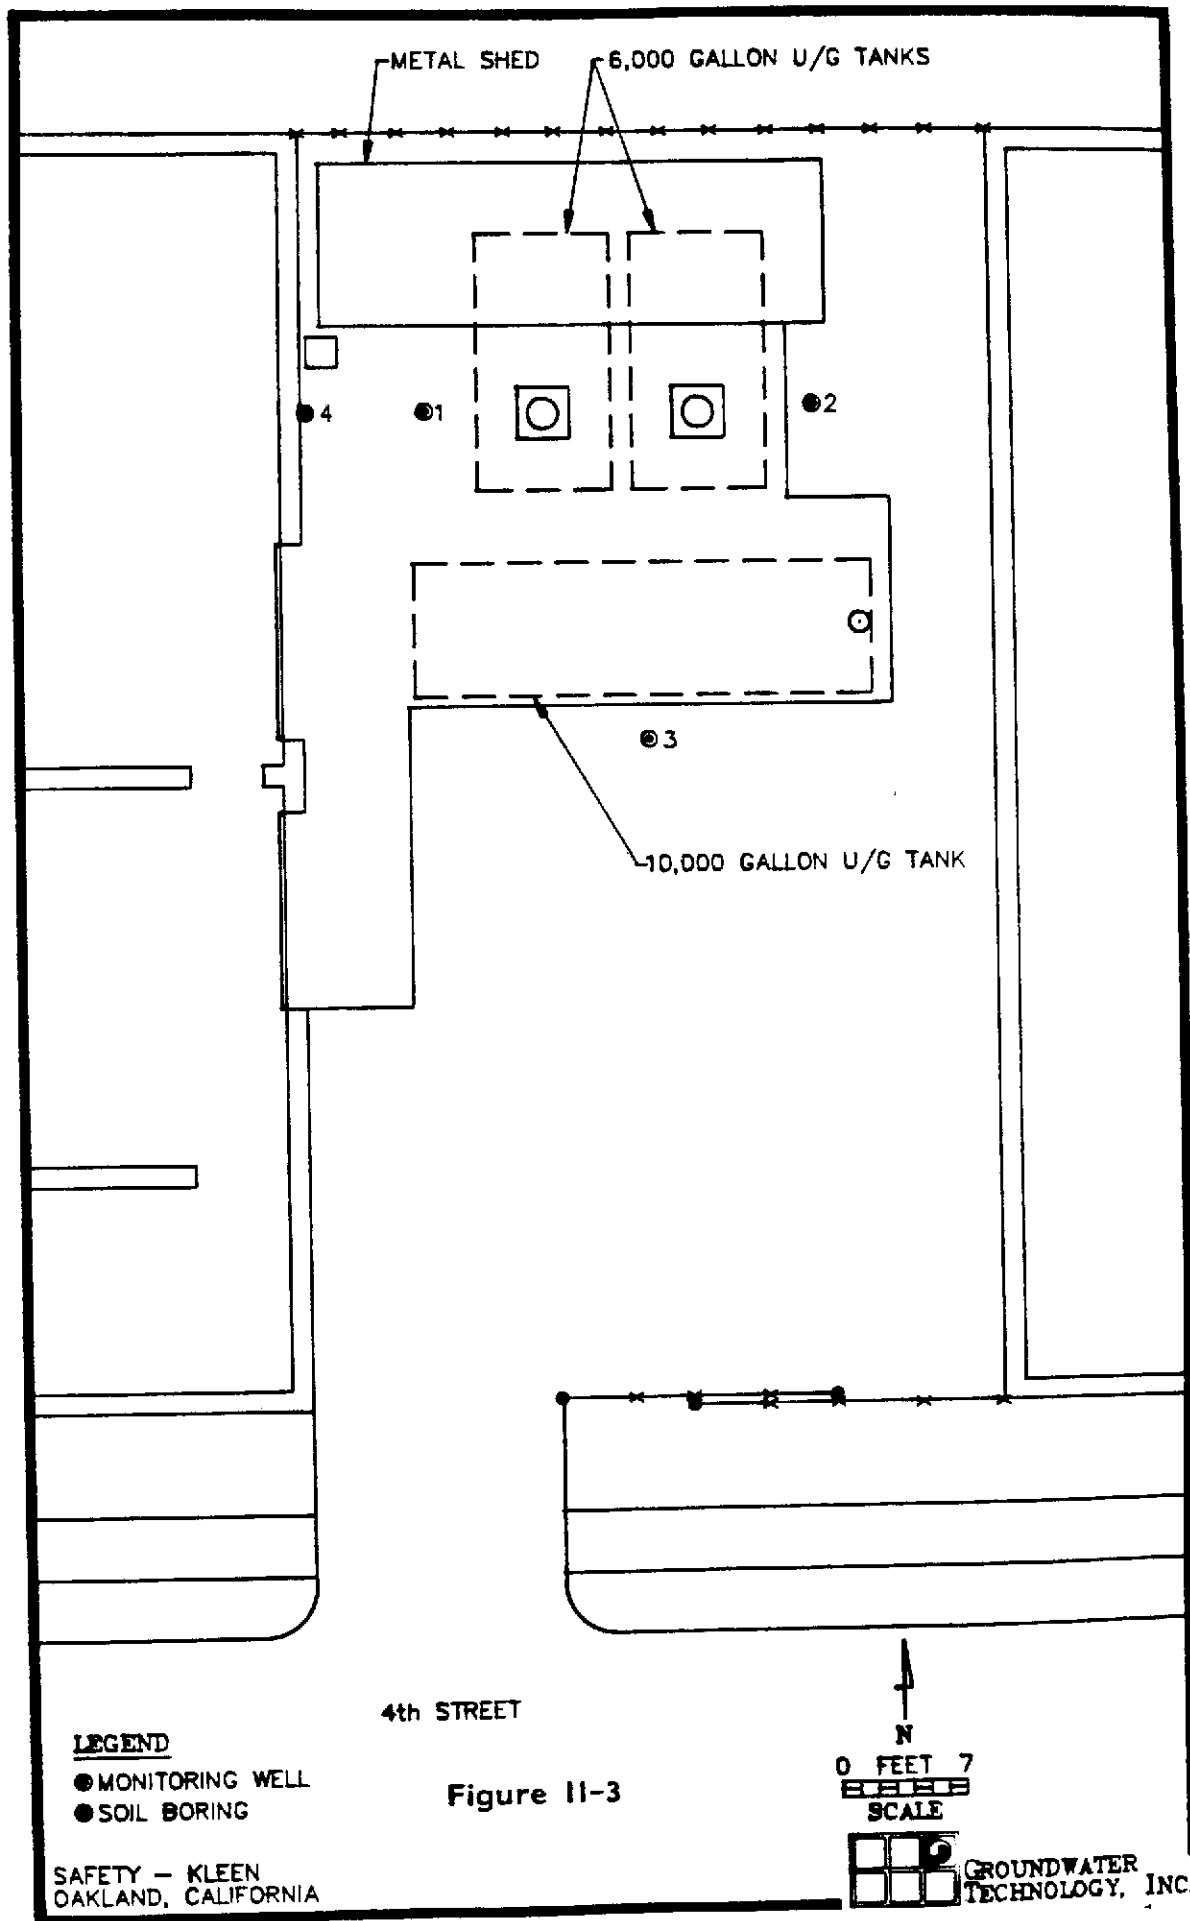 METAL SHED
6,000 GALLON U/G TANKS
4
1
2
3
10,000 GALLON U/G TANK
4th STREET
N
0 FEET 7
SCALE
LEGEND
MONITORING WELL
SOIL BORING
Figure II-3
SAFETY – KLEEN
OAKLAND, CALIFORNIA
GROUNDWATER
TECHNOLOGY, INC.